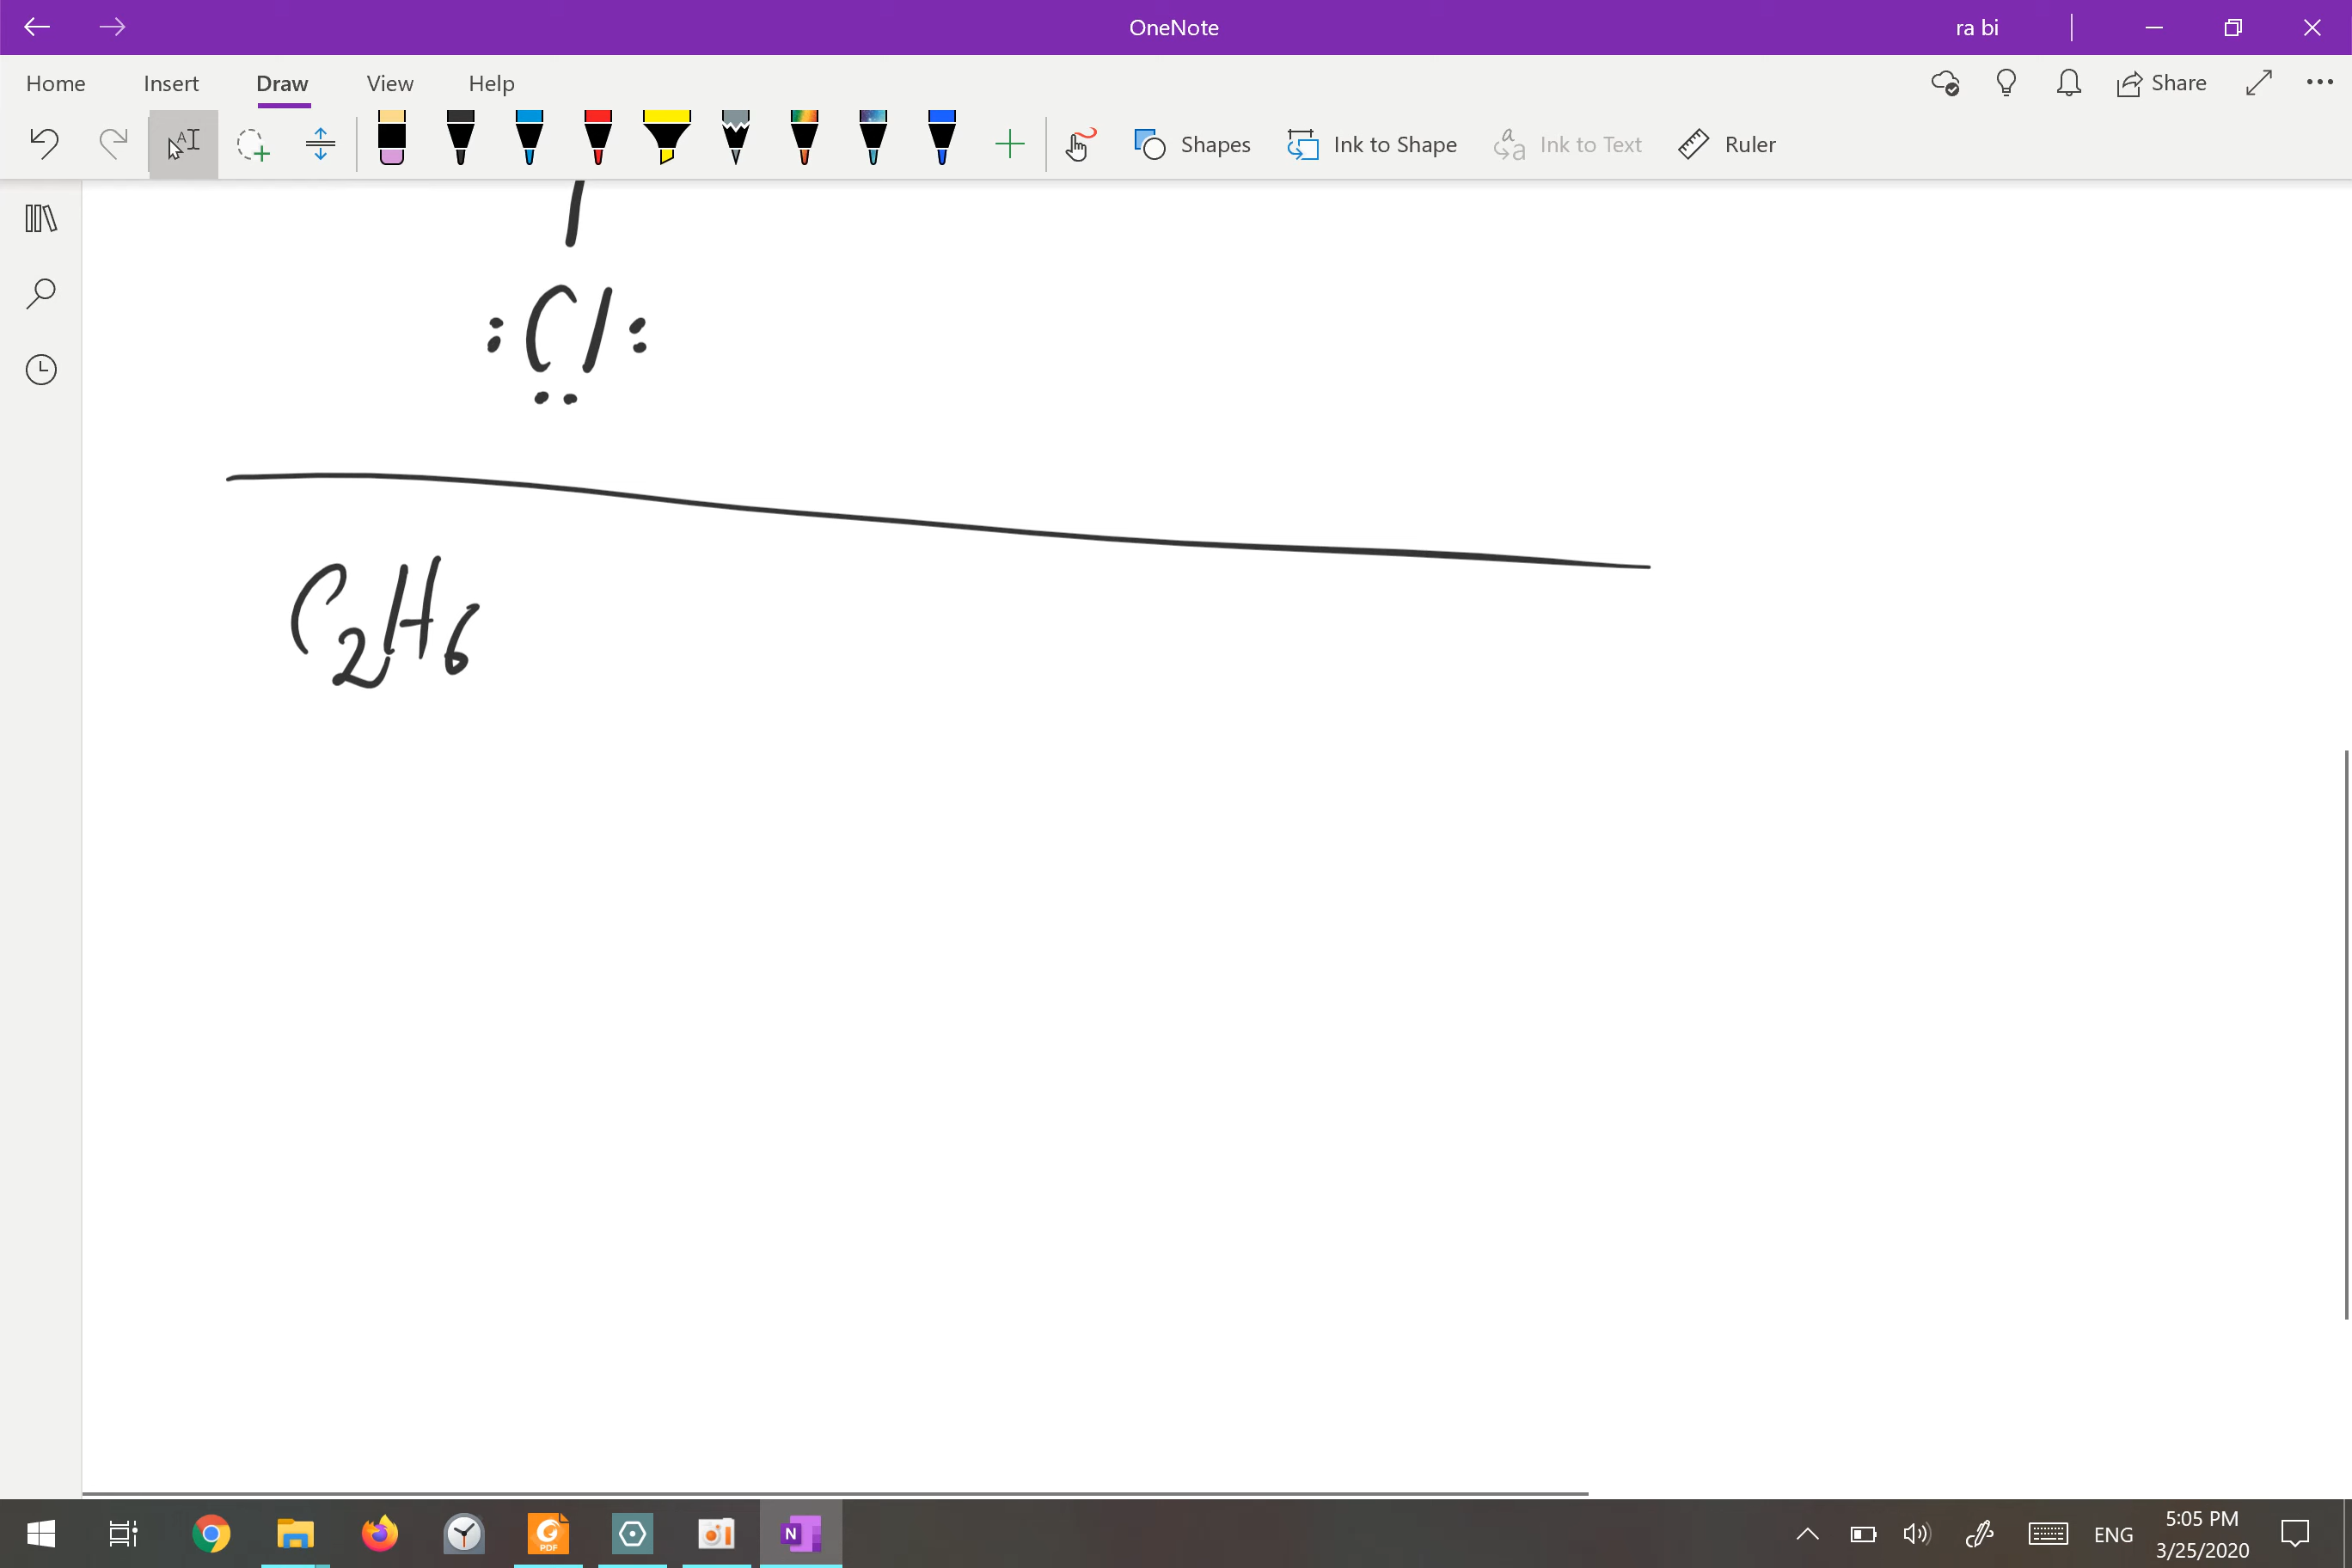 OneNote
ra bi
Home Insert Draw View Help Share
Shapes Ink to Shape Ink to Text Ruler
:Cl:
C₂H₆
ENG 5:05 PM
3/25/2020